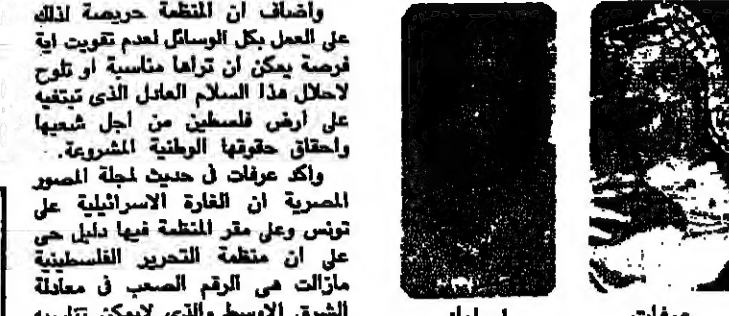 واضاف ان المنظمة حريصة لذلك
على العمل بكل الوسائل لعدم تفويت اية
فرصة يمكن ان تراها مناسبة او تلوح
لاحلال هذا السلام العادل الذى تبتغيه
على ارض فلسطين من اجل شعبها
واحقاق حقوقها الوطنية المشروعة.
واكد عرفات فى حديث لمجلة المصور
المصرية ان الغارة الاسرائيلية على
تونس وعلى مقر المنظمة فيها دليل حى
على ان منظمة التحرير الفلسطينية
مازالت هى الرقم الصعب فى معادلة
الشرق الاوسط والذى لايمكن
عرفات